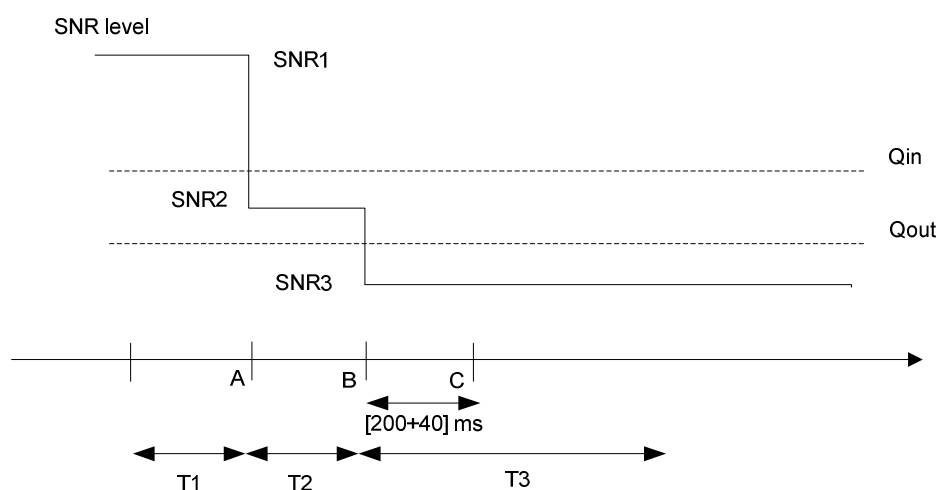 SNR level
SNR1
Qin
SNR2
Qout
SNR3
A
B
C
[200+40] ms
T1
T2
T3